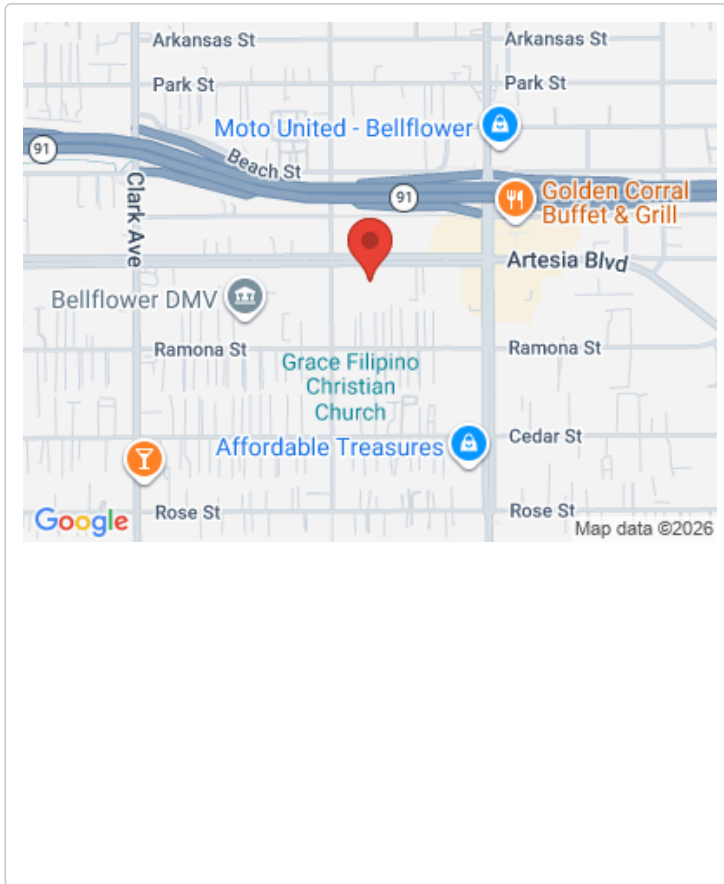 Arkansas St
Arkansas St
Park St
Park St
Moto United - Bellflower
91
Beach St
Clark Ave
91
Golden Corral
Buffet & Grill
Artesia Blvd
Bellflower DMV
Ramona St
Ramona St
Grace Filipino
Christian
Church
Cedar St
Affordable Treasures
Rose St
Rose St
Google
Map data ©2026